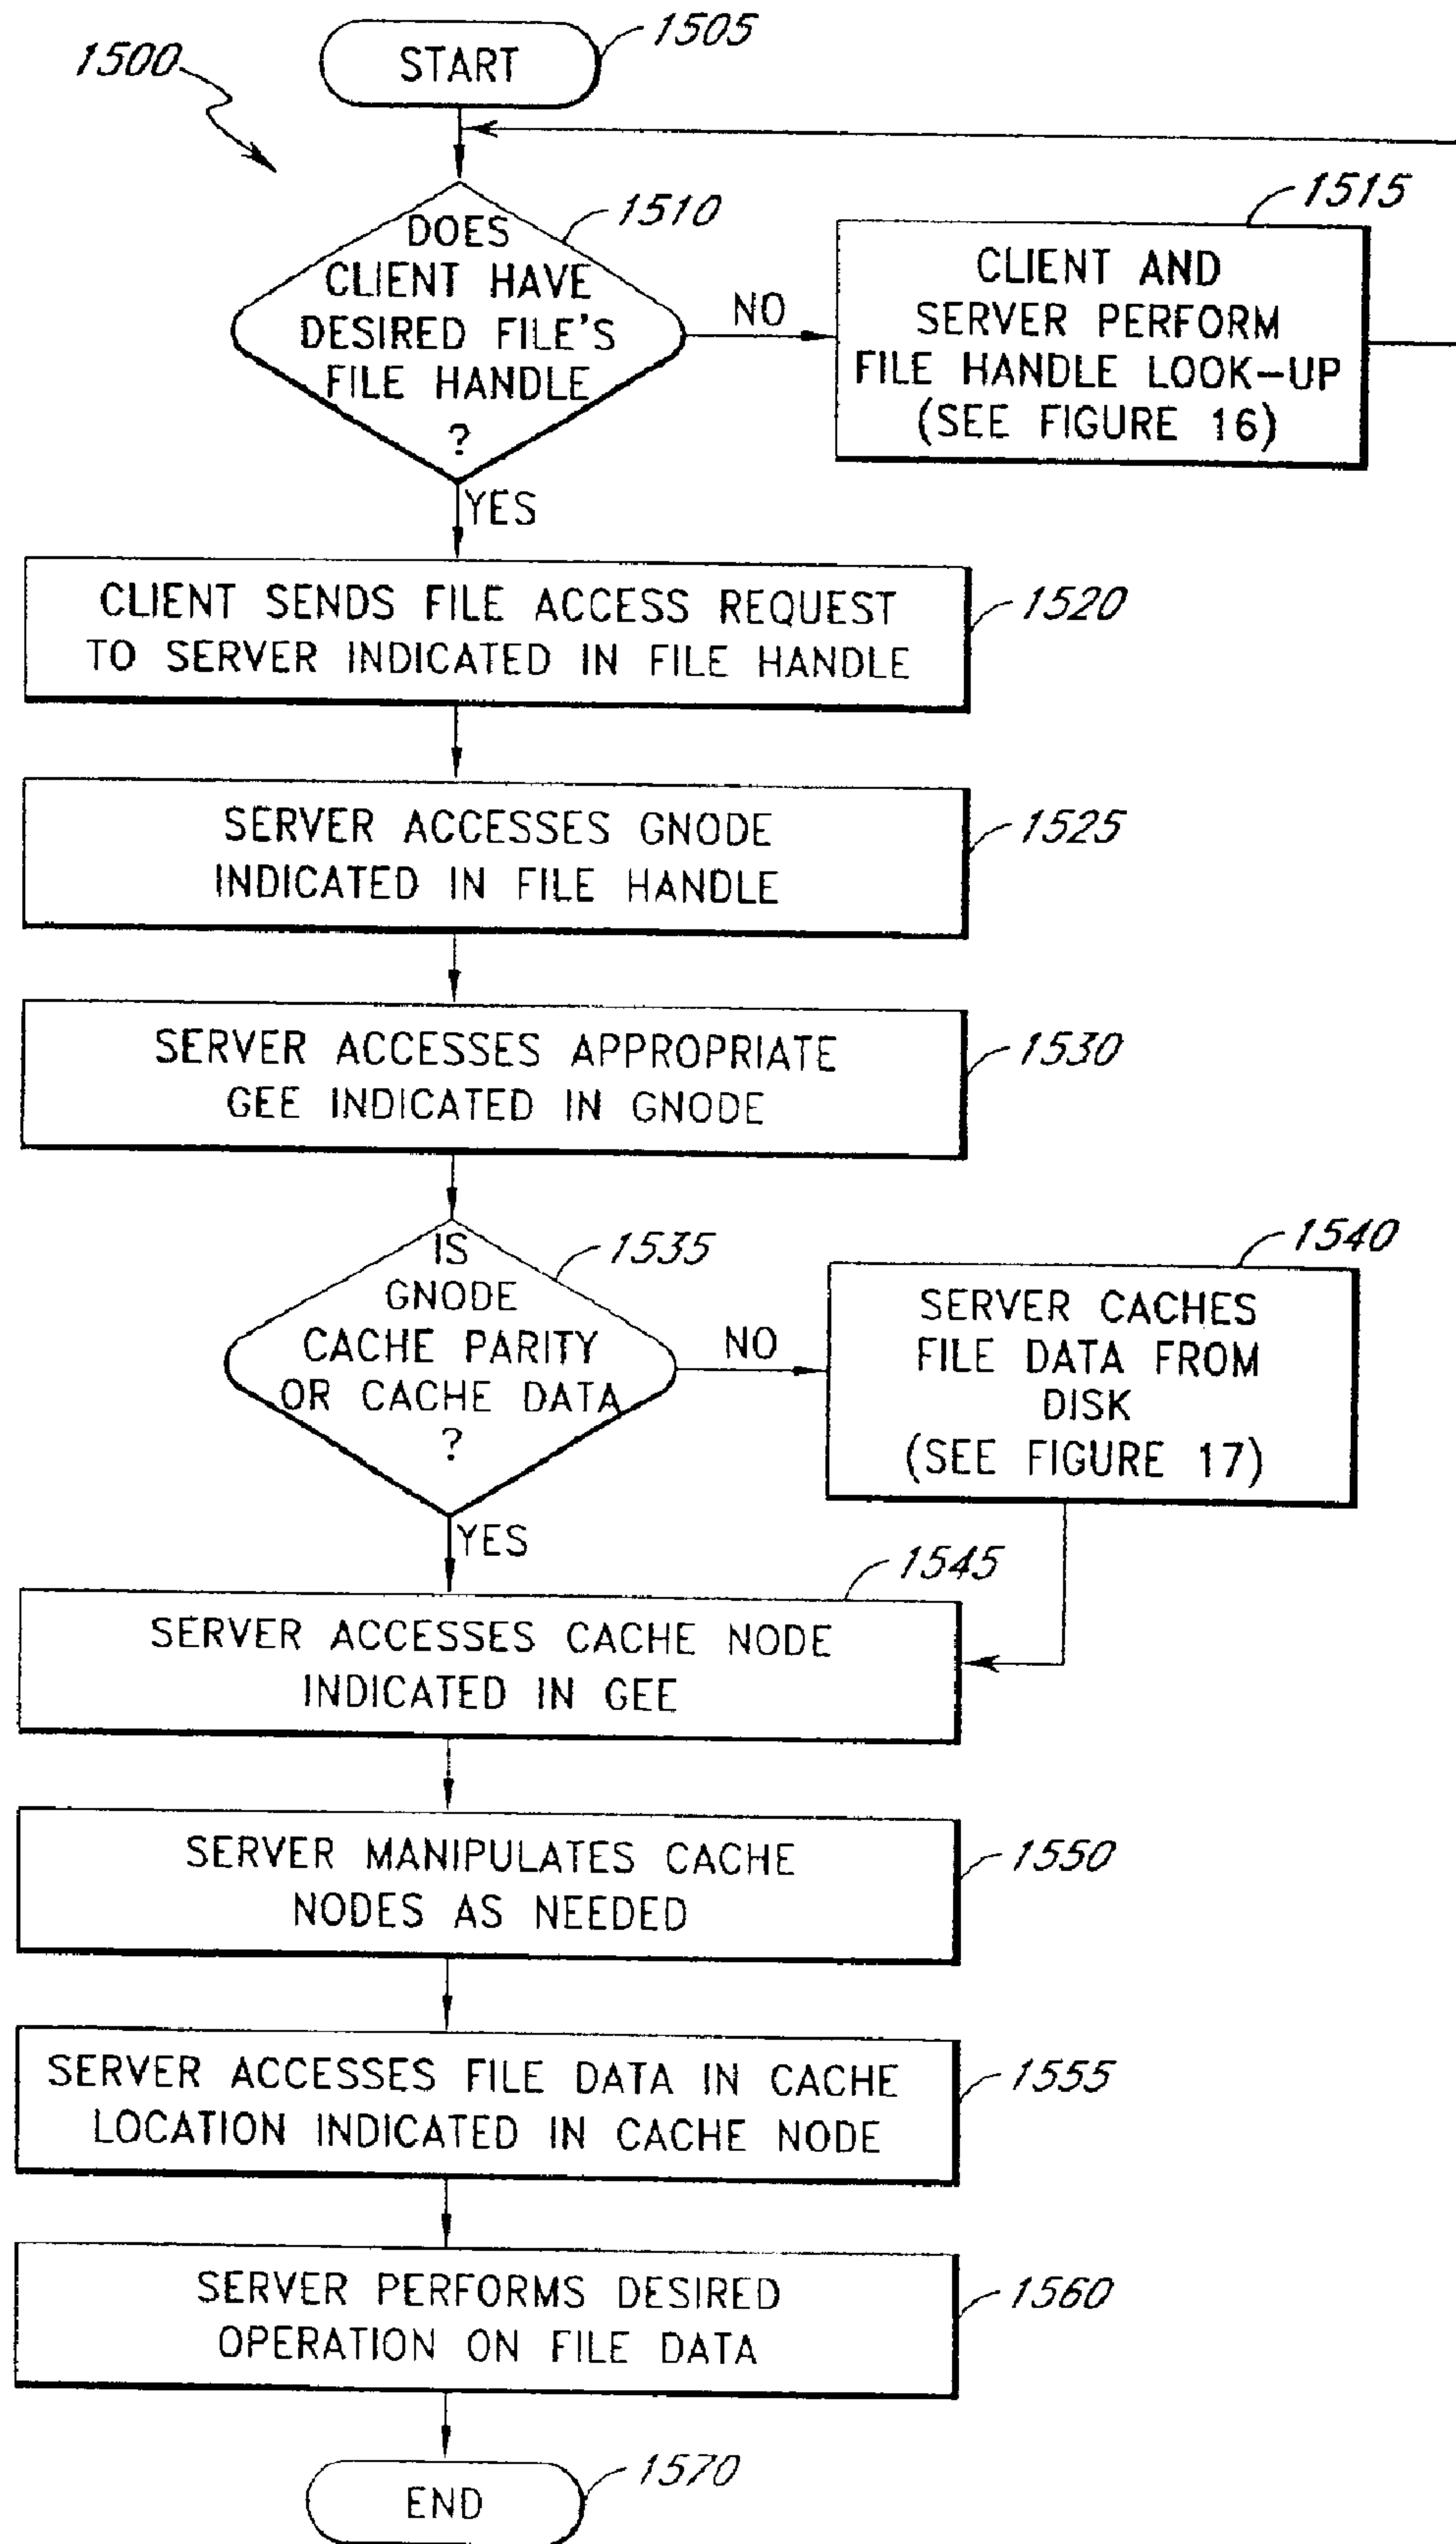 1500
START
1505
DOES
CLIENT HAVE
DESIRED FILE'S
FILE HANDLE
?
1510
NO
YES
CLIENT AND
SERVER PERFORM
FILE HANDLE LOOK-UP
(SEE FIGURE 16)
1515
CLIENT SENDS FILE ACCESS REQUEST
TO SERVER INDICATED IN FILE HANDLE
1520
SERVER ACCESSES GNODE
INDICATED IN FILE HANDLE
1525
SERVER ACCESSES APPROPRIATE
GEE INDICATED IN GNODE
1530
IS
GNODE
CACHE PARITY
OR CACHE DATA
?
1535
NO
YES
SERVER CACHES
FILE DATA FROM
DISK
(SEE FIGURE 17)
1540
SERVER ACCESSES CACHE NODE
INDICATED IN GEE
1545
SERVER MANIPULATES CACHE
NODES AS NEEDED
1550
SERVER ACCESSES FILE DATA IN CACHE
LOCATION INDICATED IN CACHE NODE
1555
SERVER PERFORMS DESIRED
OPERATION ON FILE DATA
1560
END
1570